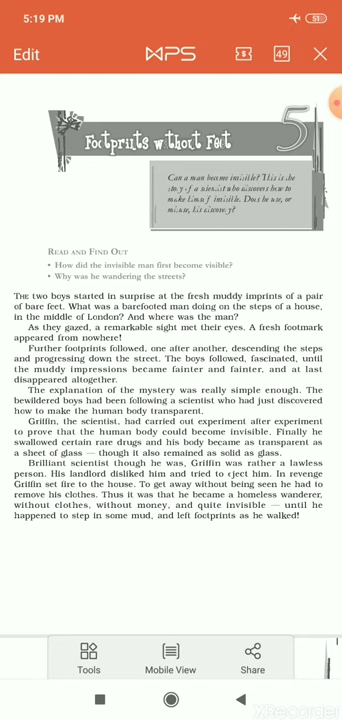 5:19 PM
51
Edit
WPS
$
49
5
Footprints without Feet
Can a man become invisible? This is the
story of a scientist who discovers how to
make himself invisible. Does he use, or
misuse, his discovery?
READ AND FIND OUT
• How did the invisible man first become visible?
• Why was he wandering the streets?
THE two boys started in surprise at the fresh muddy imprints of a pair
of bare feet. What was a barefooted man doing on the steps of a house,
in the middle of London? And where was the man?
As they gazed, a remarkable sight met their eyes. A fresh footmark
appeared from nowhere!
Further footprints followed, one after another, descending the steps
and progressing down the street. The boys followed, fascinated, until
the muddy impressions became fainter and fainter, and at last
disappeared altogether.
The explanation of the mystery was really simple enough. The
bewildered boys had been following a scientist who had just discovered
how to make the human body transparent.
Griffin, the scientist, had carried out experiment after experiment
to prove that the human body could become invisible. Finally he
swallowed certain rare drugs and his body became as transparent as
a sheet of glass — though it also remained as solid as glass.
Brilliant scientist though he was, Griffin was rather a lawless
person. His landlord disliked him and tried to eject him. In revenge
Griffin set fire to the house. To get away without being seen he had to
remove his clothes. Thus it was that he became a homeless wanderer,
without clothes, without money, and quite invisible — until he
happened to step in some mud, and left footprints as he walked!
Tools
Mobile View
Share
XRecorder